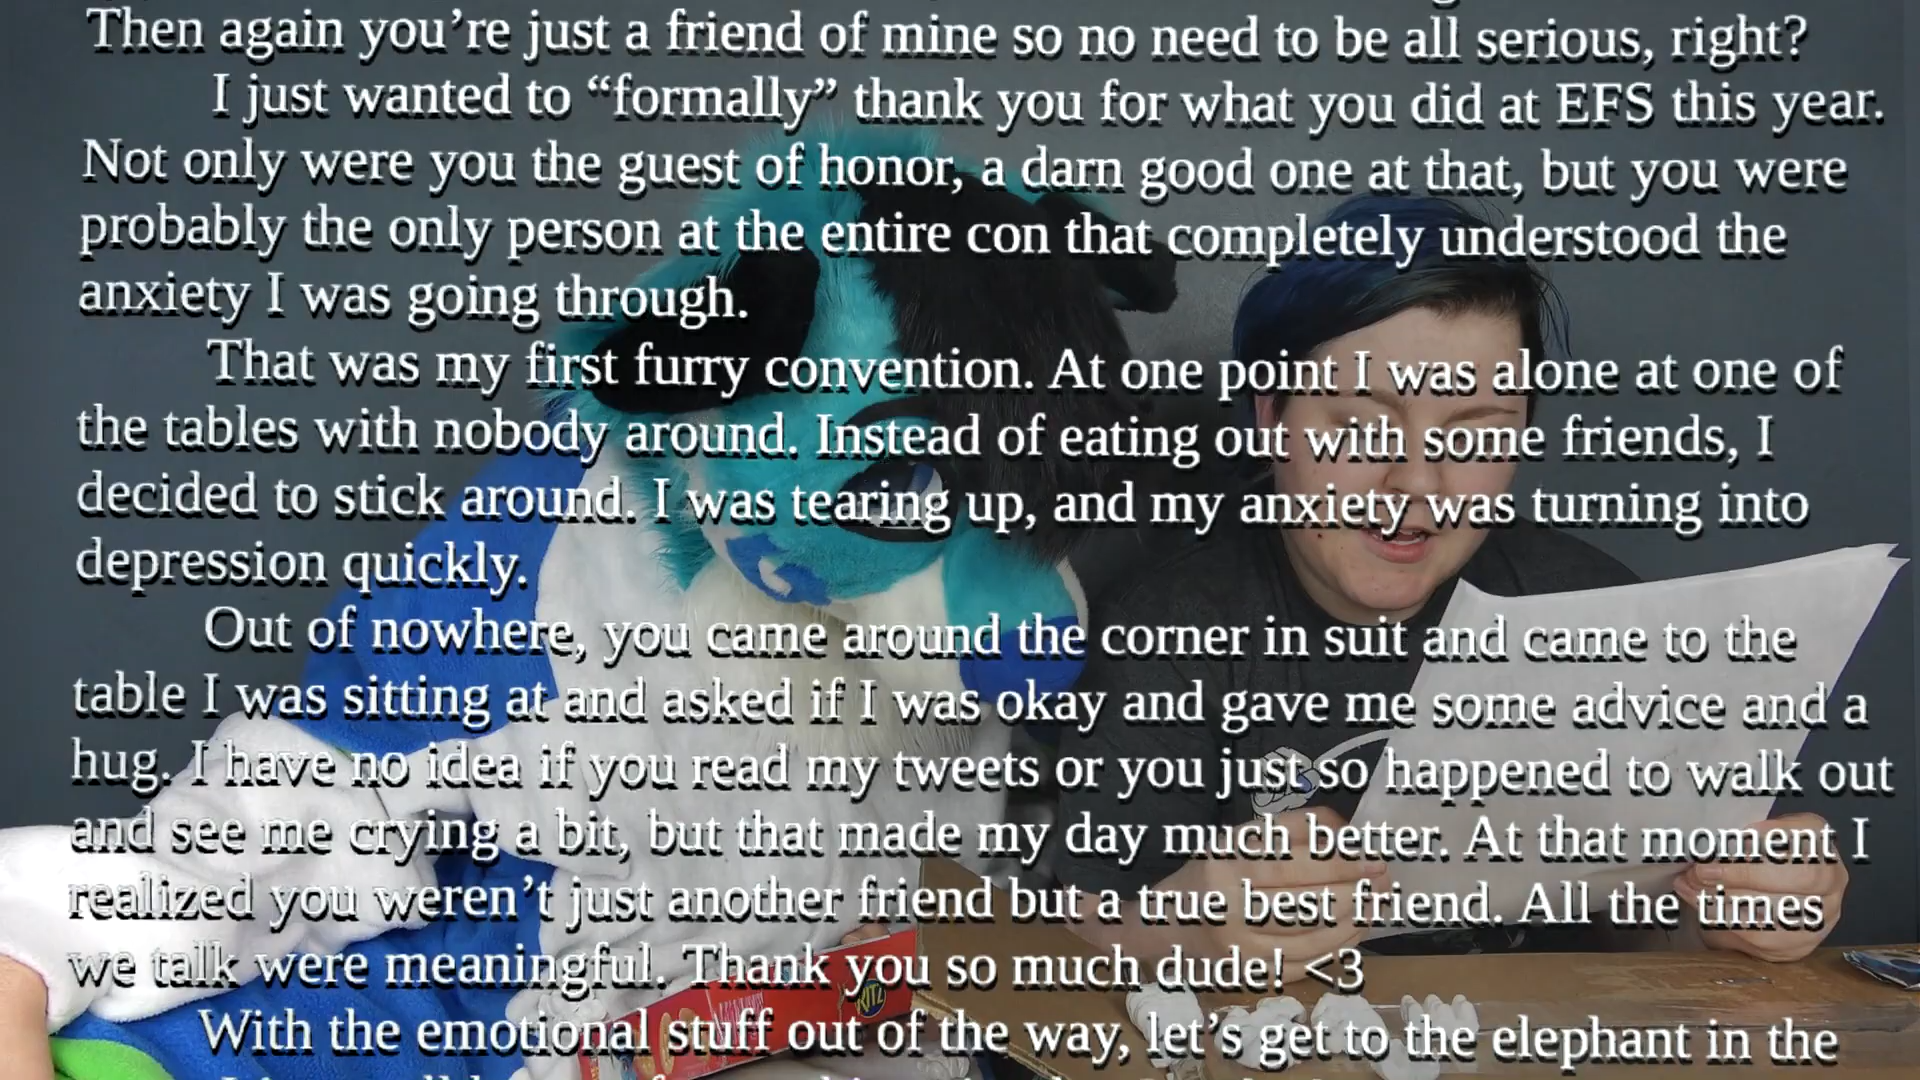 Then again you’re just a friend of mine so no need to be all serious, right?
I just wanted to “formally” thank you for what you did at EFS this year.
Not only were you the guest of honor, a darn good one at that, but you were
probably the only person at the entire con that completely understood the
anxiety I was going through.
That was my first furry convention. At one point I was alone at one of
the tables with nobody around. Instead of eating out with some friends, I
decided to stick around. I was tearing up, and my anxiety was turning into
depression quickly.
Out of nowhere, you came around the corner in suit and came to the
table I was sitting at and asked if I was okay and gave me some advice and a
hug. I have no idea if you read my tweets or you just so happened to walk out
and see me crying a bit, but that made my day much better. At that moment I
realized you weren’t just another friend but a true best friend. All the times
we talk were meaningful. Thank you so much dude! <3
RITZ
With the emotional stuff out of the way, let’s get to the elephant in the